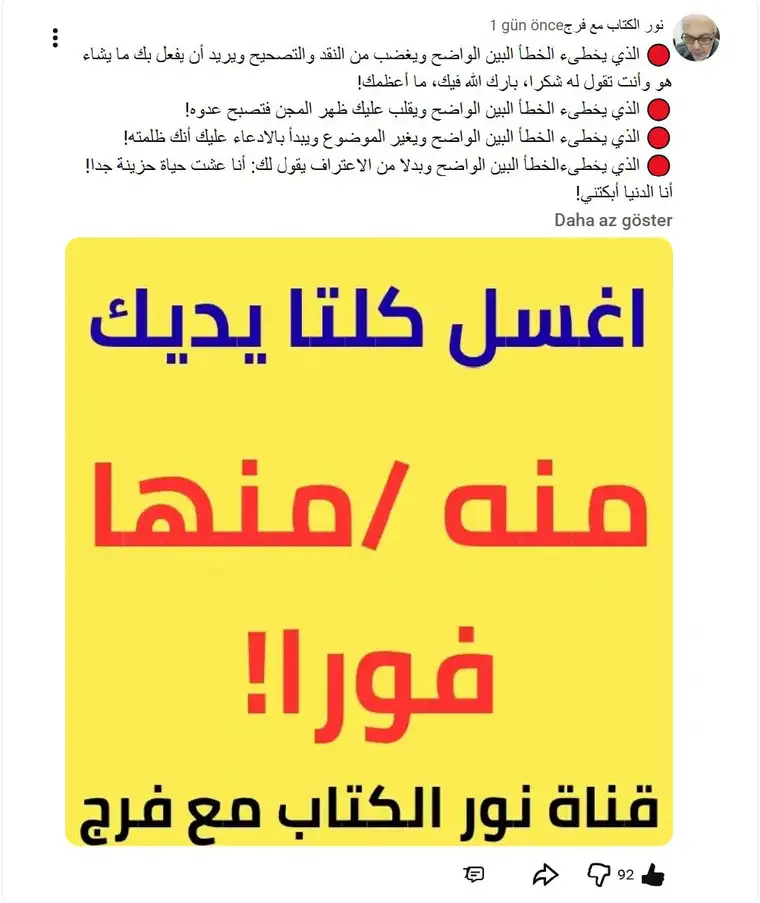 نور الكتاب مع فرج 1 gün önce
🔴 الذي يخطىء الخطأ البين الواضح ويغضب من النقد والتصحيح ويريد أن يفعل بك ما يشاء
هو وأنت تقول له شكرا، بارك الله فيك، ما أعظمك!
🔴 الذي يخطىء الخطأ البين الواضح ويقلب عليك ظهر المجن فتصبح عدوه!
🔴 الذي يخطىء الخطأ البين الواضح ويغير الموضوع ويبدأ بالادعاء عليك أنك ظلمته!
🔴 الذي يخطىءالخطأ البين الواضح وبدلا من الاعتراف يقول لك: أنا عشت حياة حزينة جدا!
أنا الدنيا أبكتني!
Daha az göster
اغسل كلتا يديك
منه /منها
فورا!
قناة نور الكتاب مع فرج
92